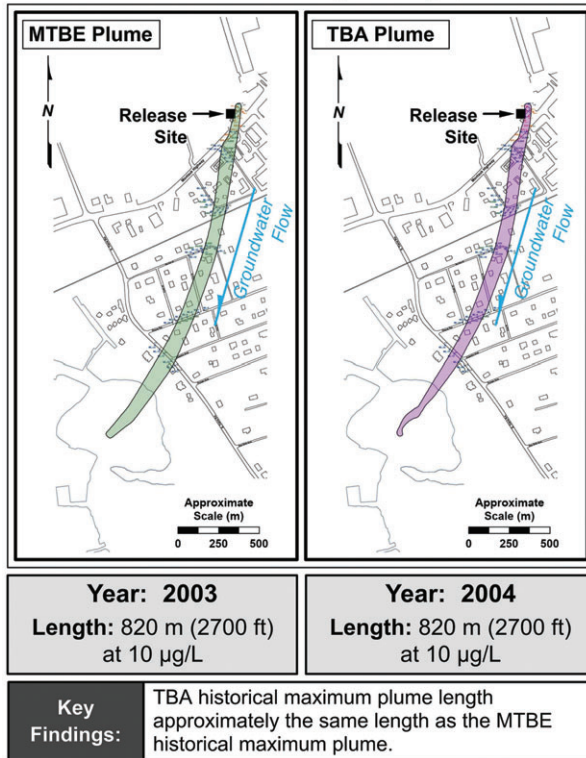 MTBE Plume
N
Release
Site
Groundwater
Flow
Approximate
Scale (m)
0 250 500
TBA Plume
N
Release
Site
Groundwater
Flow
Approximate
Scale (m)
0 250 500
Year: 2003
Length: 820 m (2700 ft)
at 10 µg/L
Year: 2004
Length: 820 m (2700 ft)
at 10 µg/L
Key
Findings:
TBA historical maximum plume length
approximately the same length as the MTBE
historical maximum plume.